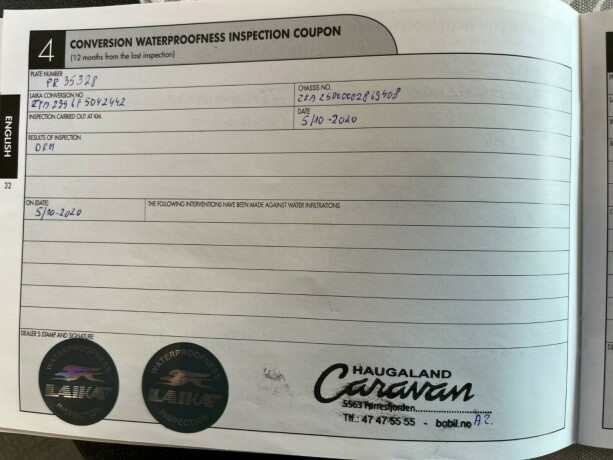 4 CONVERSION WATERPROOFNESS INSPECTION COUPON
(12 months from the last inspection)
PLATE NUMBER
PR 35328
LAIKA CONVERSION NO
CHASSIS NO.
INSPECTION CARRIED OUT AT KM.
DATE
5/10-2020
RESULTS OF INSPECTION
ENGLISH
32
ON (DATE)
THE FOLLOWING INTERVENTIONS HAVE BEEN MADE AGAINST WATER INFILTRATIONS
5/10-2020
DEALER'S STAMP AND SIGNATURE
WATERPROOFNESS
LAIKA
INSPECTION
WATERPROOFNESS
LAIKA
INSPECTION
HAUGALAND
Caravan
5563 Førresfjorden
Tlf.: 47 47 55 55 - bobil.no